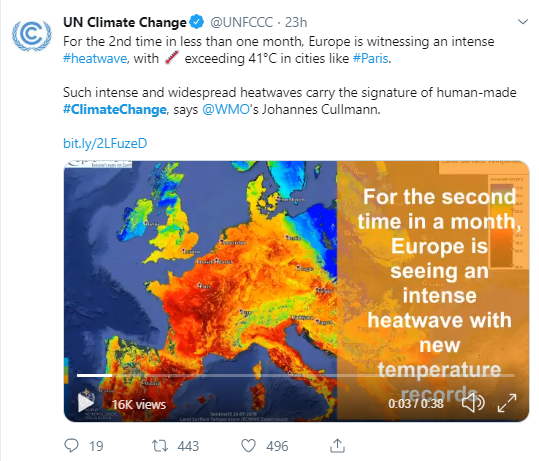 UN Climate Change @UNFCCC · 23h
For the 2nd time in less than one month, Europe is witnessing an intense
#heatwave, with exceeding 41°C in cities like #Paris.
Such intense and widespread heatwaves carry the signature of human-made
#ClimateChange, says @WMO's Johannes Cullmann.
bit.ly/2LFuzeD
For the second
time in a month,
Europe is
seeing an
intense
heatwave with
new
temperature
records
16K views
0:03 / 0:38
19 443 496